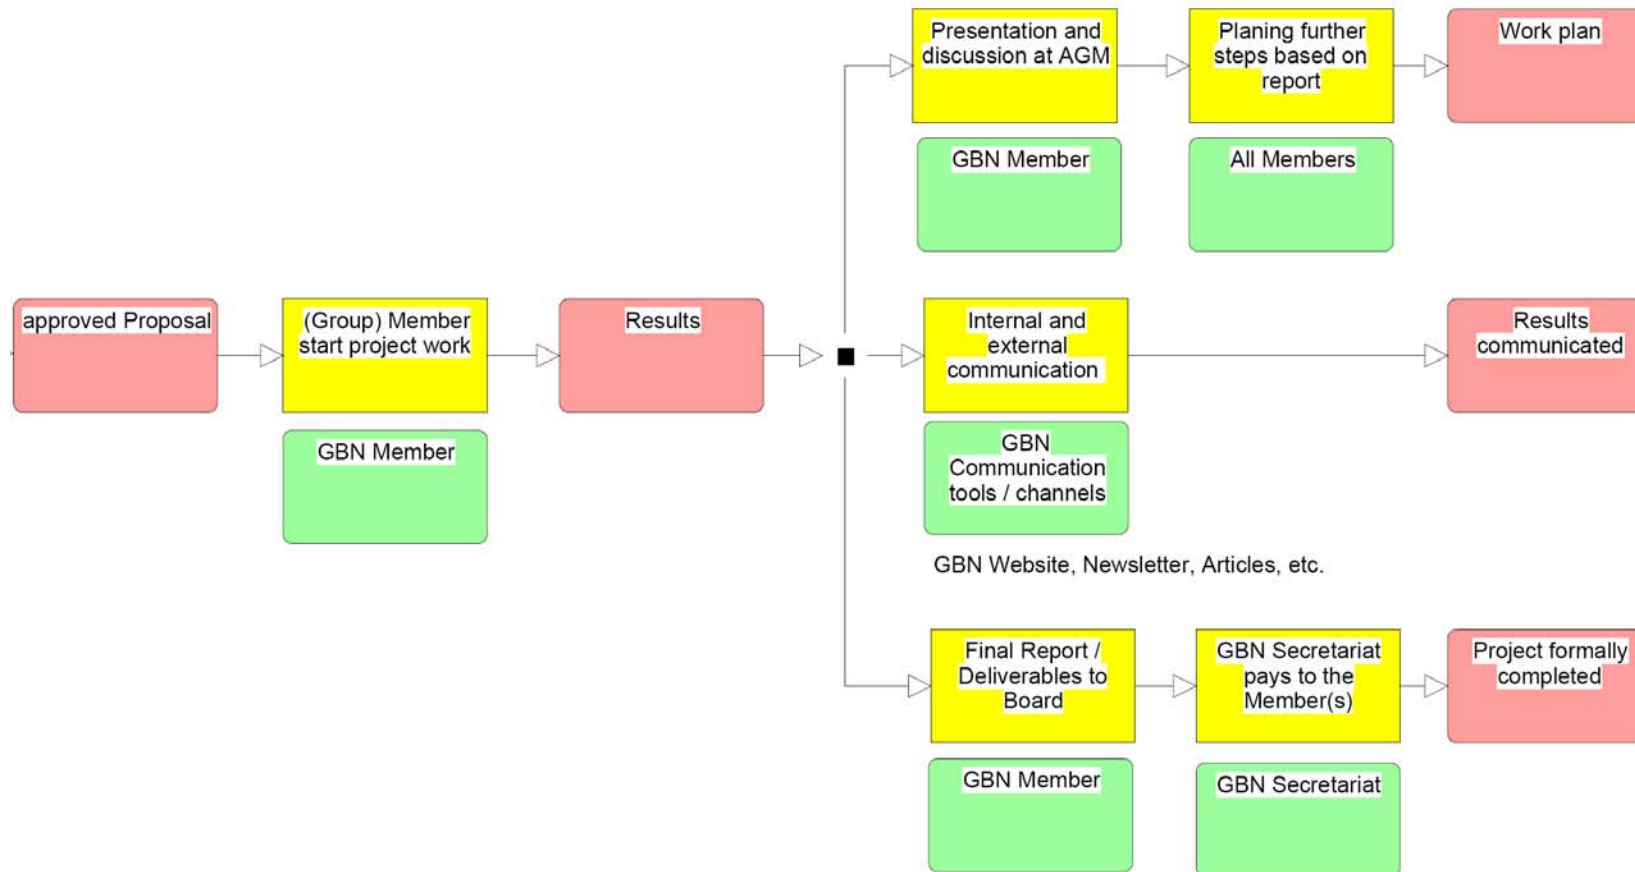 Presentation and
discussion at AGM
Planing further
steps based on
report
Work plan
GBN Member
All Members
approved Proposal
(Group) Member
start project work
Results
Internal and
external
communication
Results
communicated
GBN Member
GBN
Communication
tools / channels
GBN Website, Newsletter, Articles, etc.
Final Report /
Deliverables to
Board
GBN Secretariat
pays to the
Member(s)
Project formally
completed
GBN Member
GBN Secretariat